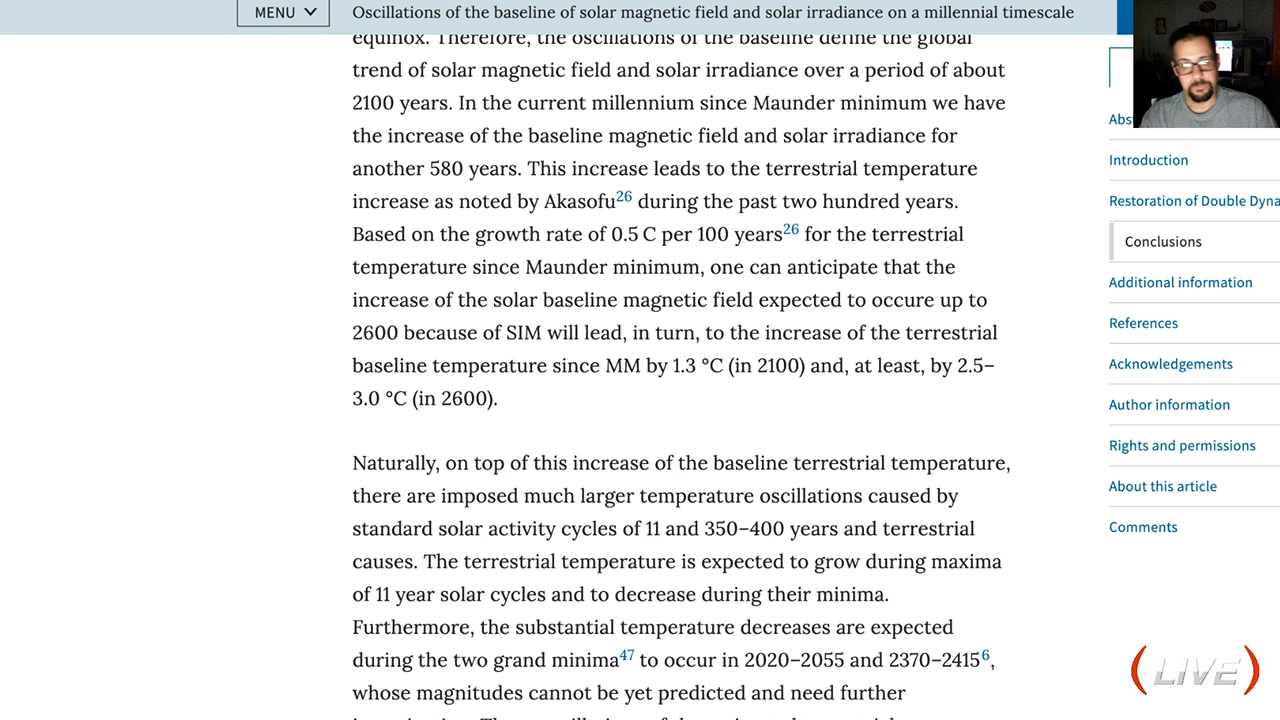 MENU
Oscillations of the baseline of solar magnetic field and solar irradiance on a millennial timescale
equinox. Therefore, the oscillations of the baseline define the global
trend of solar magnetic field and solar irradiance over a period of about
2100 years. In the current millennium since Maunder minimum we have
the increase of the baseline magnetic field and solar irradiance for
another 580 years. This increase leads to the terrestrial temperature
increase as noted by Akasofu26 during the past two hundred years.
Based on the growth rate of 0.5 C per 100 years26 for the terrestrial
temperature since Maunder minimum, one can anticipate that the
increase of the solar baseline magnetic field expected to occure up to
2600 because of SIM will lead, in turn, to the increase of the terrestrial
baseline temperature since MM by 1.3 °C (in 2100) and, at least, by 2.5–
3.0 °C (in 2600).
Naturally, on top of this increase of the baseline terrestrial temperature,
there are imposed much larger temperature oscillations caused by
standard solar activity cycles of 11 and 350–400 years and terrestrial
causes. The terrestrial temperature is expected to grow during maxima
of 11 year solar cycles and to decrease during their minima.
Furthermore, the substantial temperature decreases are expected
during the two grand minima47 to occur in 2020–2055 and 2370–24156,
whose magnitudes cannot be yet predicted and need further
Abs
Introduction
Restoration of Double Dyna
Conclusions
Additional information
References
Acknowledgements
Author information
Rights and permissions
About this article
Comments
(LIVE)